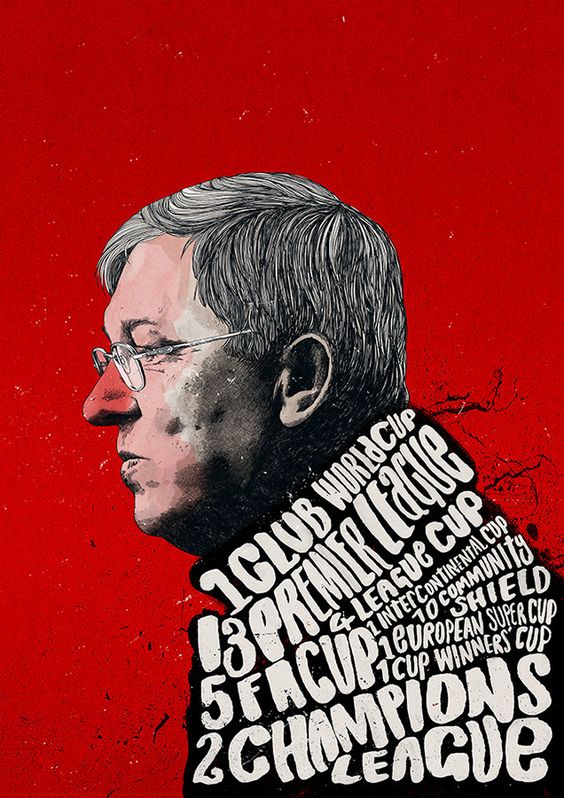 1 CLUB WORLD CUP
13 PREMIER LEAGUE
4 LEAGUE CUP
1 INTERCONTINENTAL CUP
10 COMMUNITY
SHIELD
5 FA CUP
1 EUROPEAN SUPER CUP
1 CUP WINNERS' CUP
2 CHAMPIONS
LEAGUE